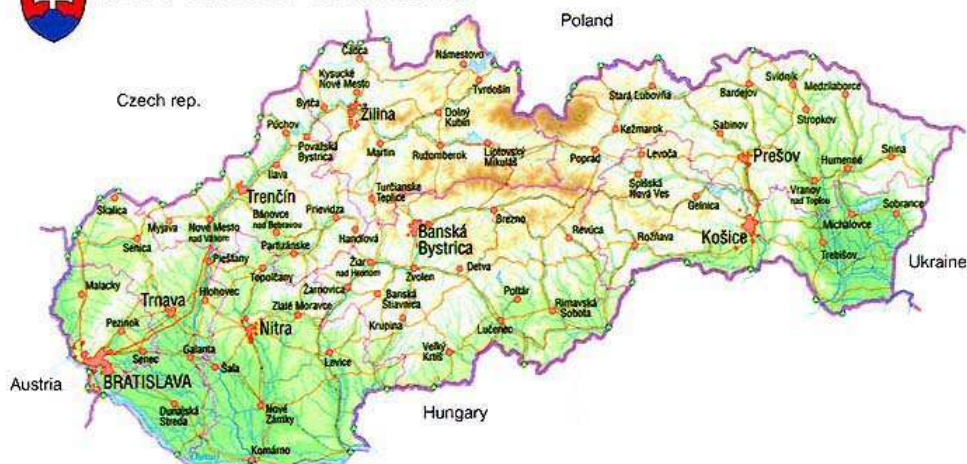 Poland
Čadca
Námestovo
Kysucké
Nové Mesto
Tvrdošín
Svidník
Medzilaborce
Czech rep.
Bytča
Žilina
Stará Ľubovňa
Bardejov
Stropkov
Dolný
Kubín
Púchov
Považská
Bystrica
Martin
Ružomberok
Liptovský
Mikuláš
Kežmarok
Sabinov
Poprad
Levoča
Prešov
Humenné
Snina
Ilava
Trenčín
Turčianske
Teplice
Spišská
Nová Ves
Gelnica
Vranov
nad Topľou
Sobrance
Skalica
Myjava
Nové Mesto
nad Váhom
Bánovce
nad Bebravou
Prievidza
Handlová
Banská
Bystrica
Brezno
Revúca
Rožňava
Košice
Michalovce
Trebišov
Senica
Partizánske
Piešťany
Topoľčany
Žiar
nad Hronom
Zvolen
Detva
Ukraine
Malacky
Trnava
Hlohovec
Zlaté Moravce
Žarnovica
Banská
Štiavnica
Poltár
Rimavská
Sobota
Pezinok
Nitra
Krupina
Lučenec
Senec
Galanta
Šaľa
Levice
Veľký
Krtíš
Austria
BRATISLAVA
Dunajská
Streda
Nové
Zámky
Hungary
Komárno